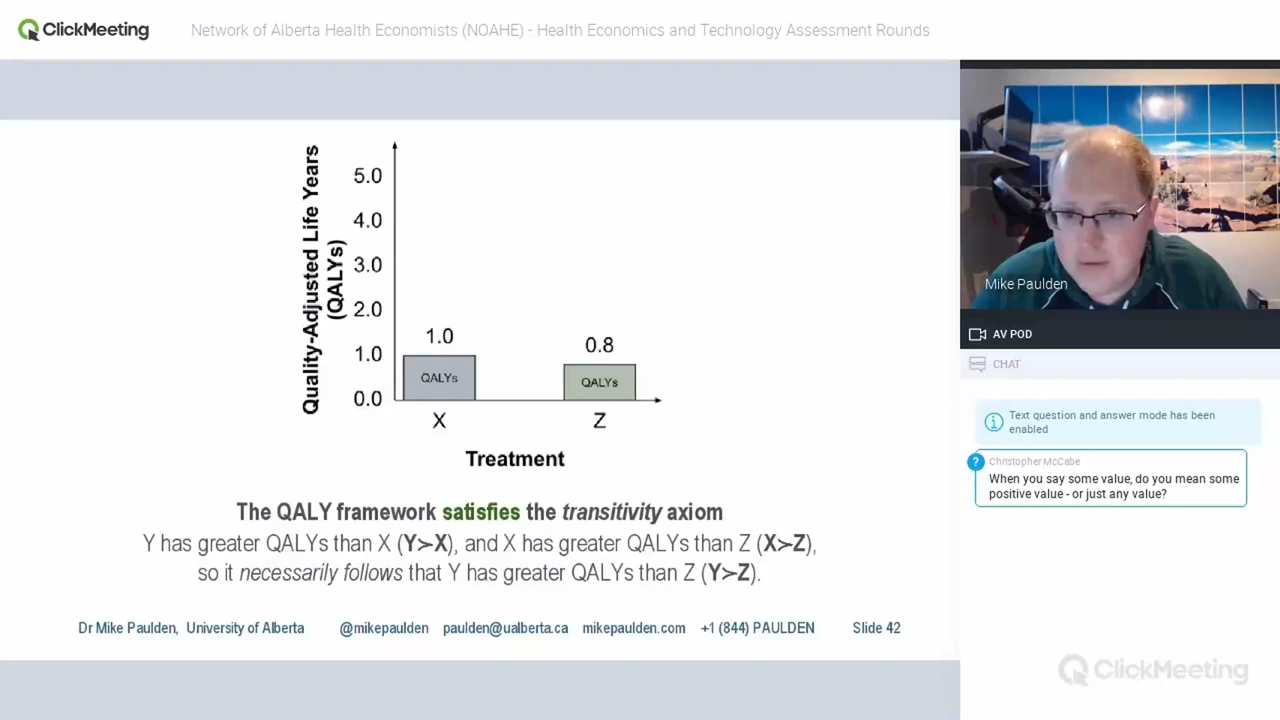 ClickMeeting
Network of Alberta Health Economists (NOAHE) - Health Economics and Technology Assessment Rounds
Quality-Adjusted Life Years
(QALYs)
5.0
4.0
3.0
2.0
1.0
0.0
1.0
QALYs
X
0.8
QALYs
Z
Treatment
The QALY framework satisfies the transitivity axiom
Y has greater QALYs than X (Y≻X), and X has greater QALYs than Z (X≻Z),
so it necessarily follows that Y has greater QALYs than Z (Y≻Z).
Dr Mike Paulden, University of Alberta @mikepaulden paulden@ualberta.ca mikepaulden.com +1 (844) PAULDEN Slide 42
Mike Paulden
AV POD
CHAT
Text question and answer mode has been
enabled
?
Christopher McCabe
When you say some value, do you mean some
positive value - or just any value?
ClickMeeting